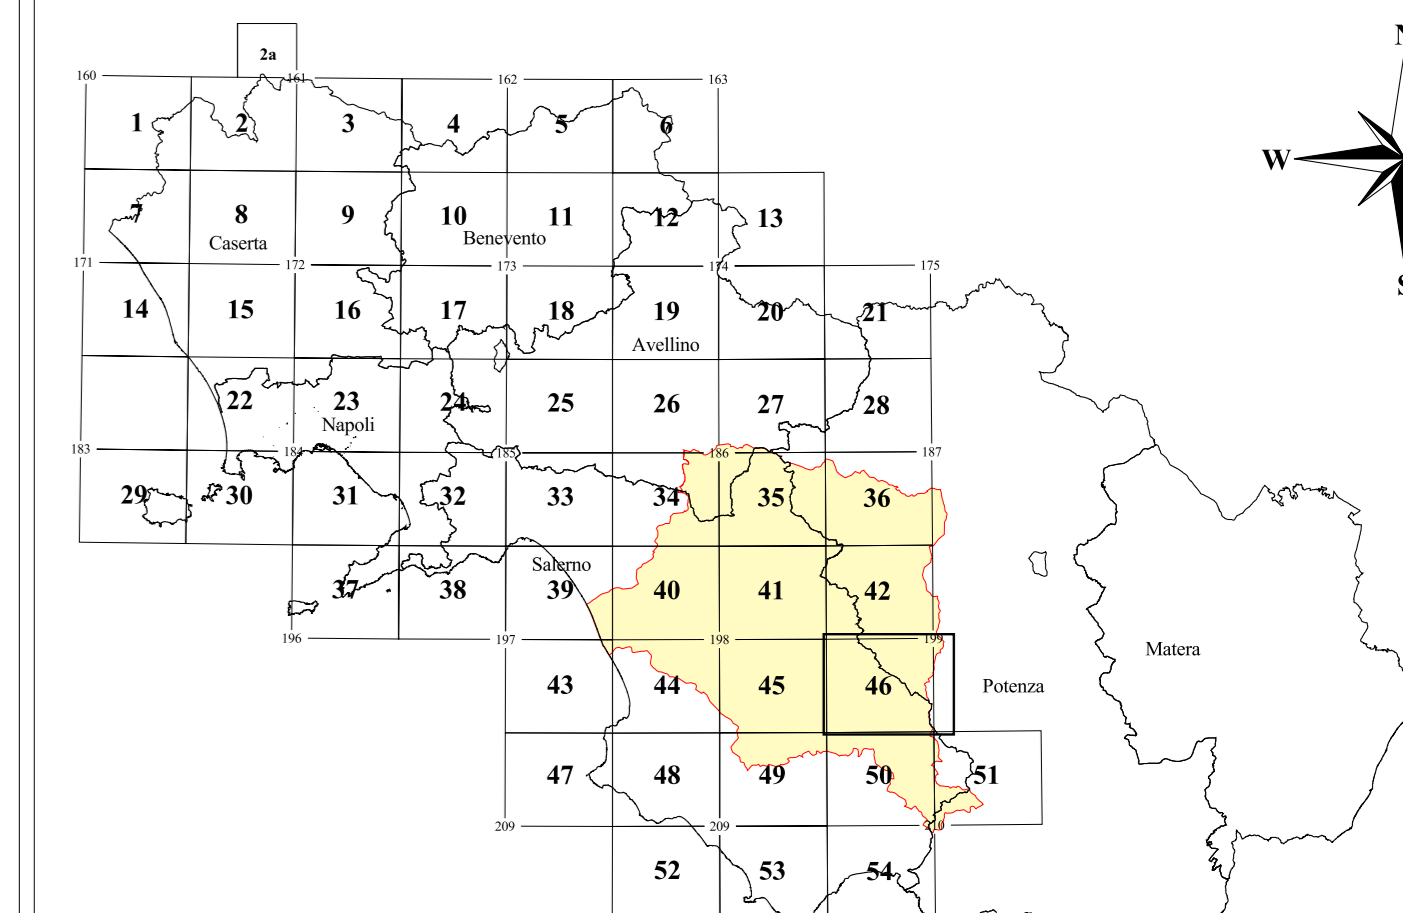 2a
160 161 162 163
1 2 3 4 5 6
W
7 8 9 10 11 12 13
Caserta Benevento
171 172 173 174 175
14 15 16 17 18 19 20 21
Avellino
22 23 24 25 26 27 28
Napoli
183 184 185 186 187
29 30 31 32 33 34 35 36
Salerno
37 38 39 40 41 42
196 197 198 199
Matera
43 44 45 46 Potenza
47 48 49 50 51
209 209
52 53 54